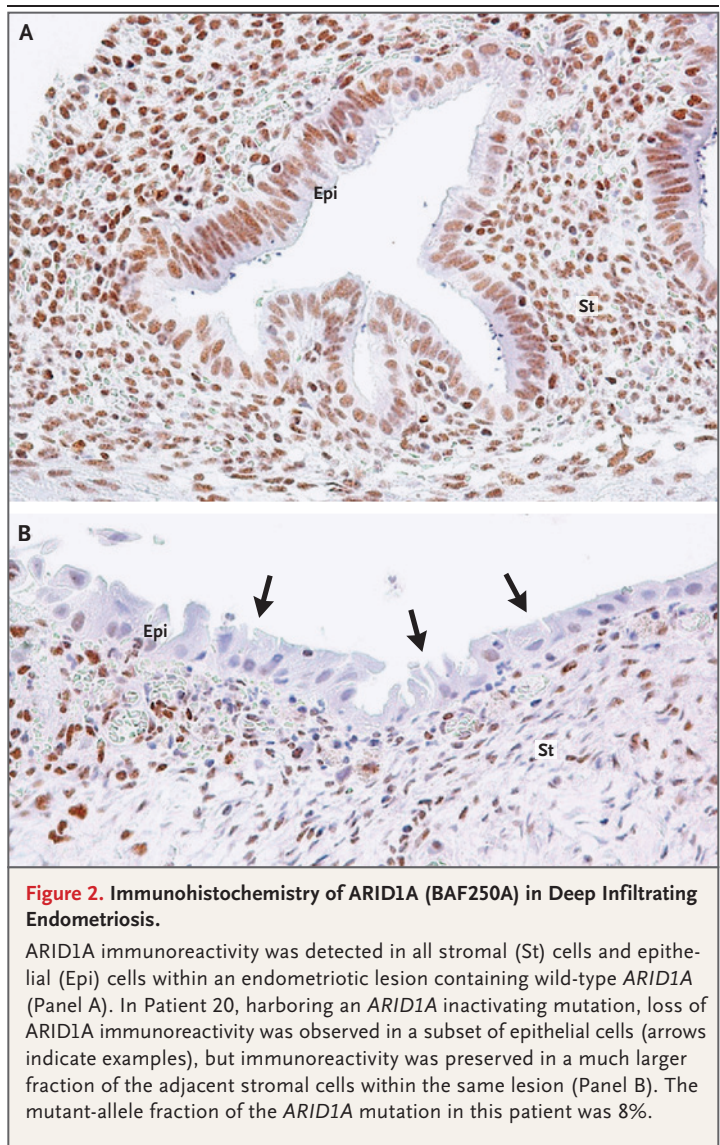 A
Epi
St
B
Epi
St
Figure 2. Immunohistochemistry of ARID1A (BAF250A) in Deep Infiltrating
Endometriosis.
ARID1A immunoreactivity was detected in all stromal (St) cells and epithe-
lial (Epi) cells within an endometriotic lesion containing wild-type ARID1A
(Panel A). In Patient 20, harboring an ARID1A inactivating mutation, loss of
ARID1A immunoreactivity was observed in a subset of epithelial cells (arrows
indicate examples), but immunoreactivity was preserved in a much larger
fraction of the adjacent stromal cells within the same lesion (Panel B). The
mutant-allele fraction of the ARID1A mutation in this patient was 8%.